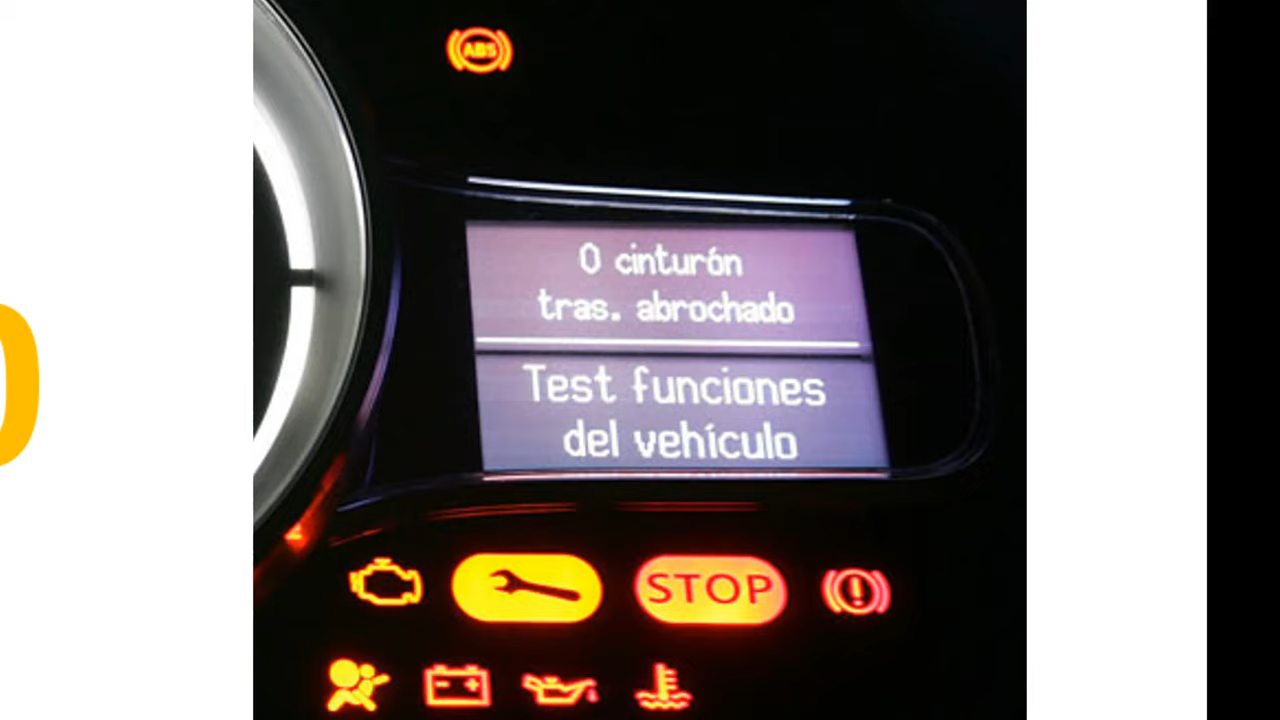 ABS
0 cinturón
tras. abrochado
Test funciones
del vehículo
STOP